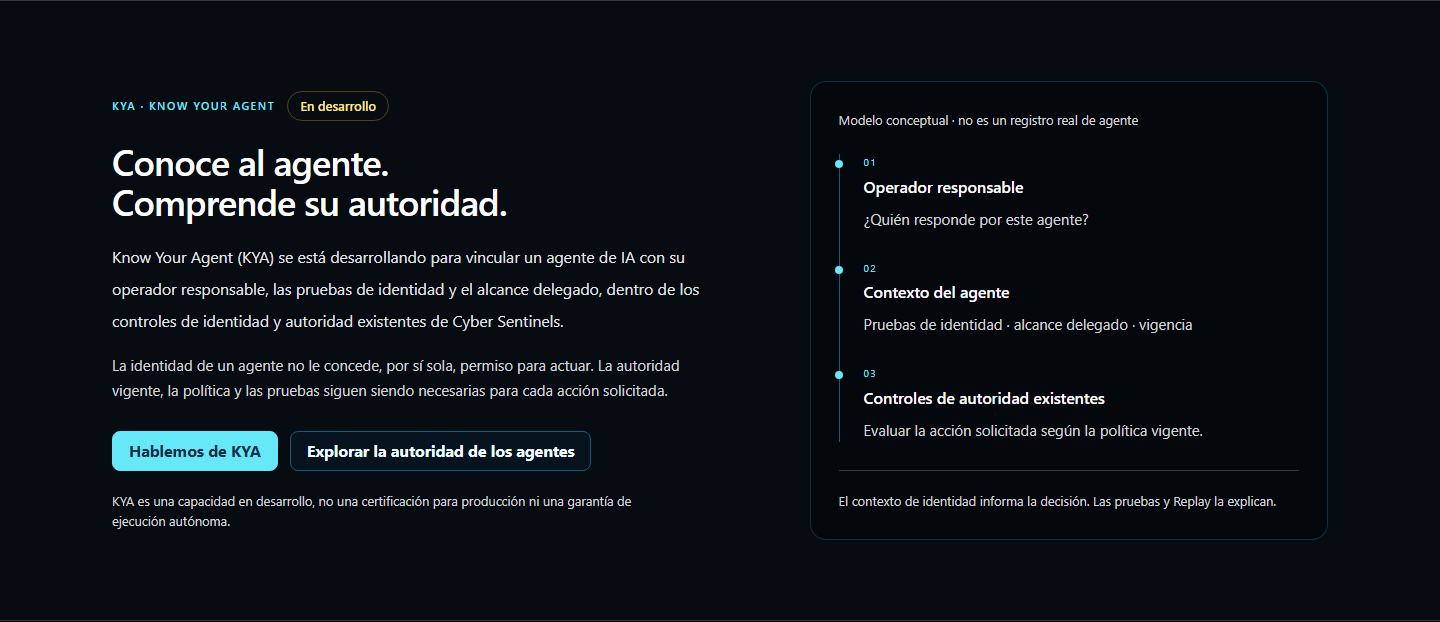 KYA · KNOW YOUR AGENT
En desarrollo
Conoce al agente.
Comprende su autoridad.
Know Your Agent (KYA) se está desarrollando para vincular un agente de IA con su
operador responsable, las pruebas de identidad y el alcance delegado, dentro de los
controles de identidad y autoridad existentes de Cyber Sentinels.
La identidad de un agente no le concede, por sí sola, permiso para actuar. La autoridad
vigente, la política y las pruebas siguen siendo necesarias para cada acción solicitada.
Hablemos de KYA
Explorar la autoridad de los agentes
KYA es una capacidad en desarrollo, no una certificación para producción ni una garantía de
ejecución autónoma.
Modelo conceptual · no es un registro real de agente
01
Operador responsable
¿Quién responde por este agente?
02
Contexto del agente
Pruebas de identidad · alcance delegado · vigencia
03
Controles de autoridad existentes
Evaluar la acción solicitada según la política vigente.
El contexto de identidad informa la decisión. Las pruebas y Replay la explican.